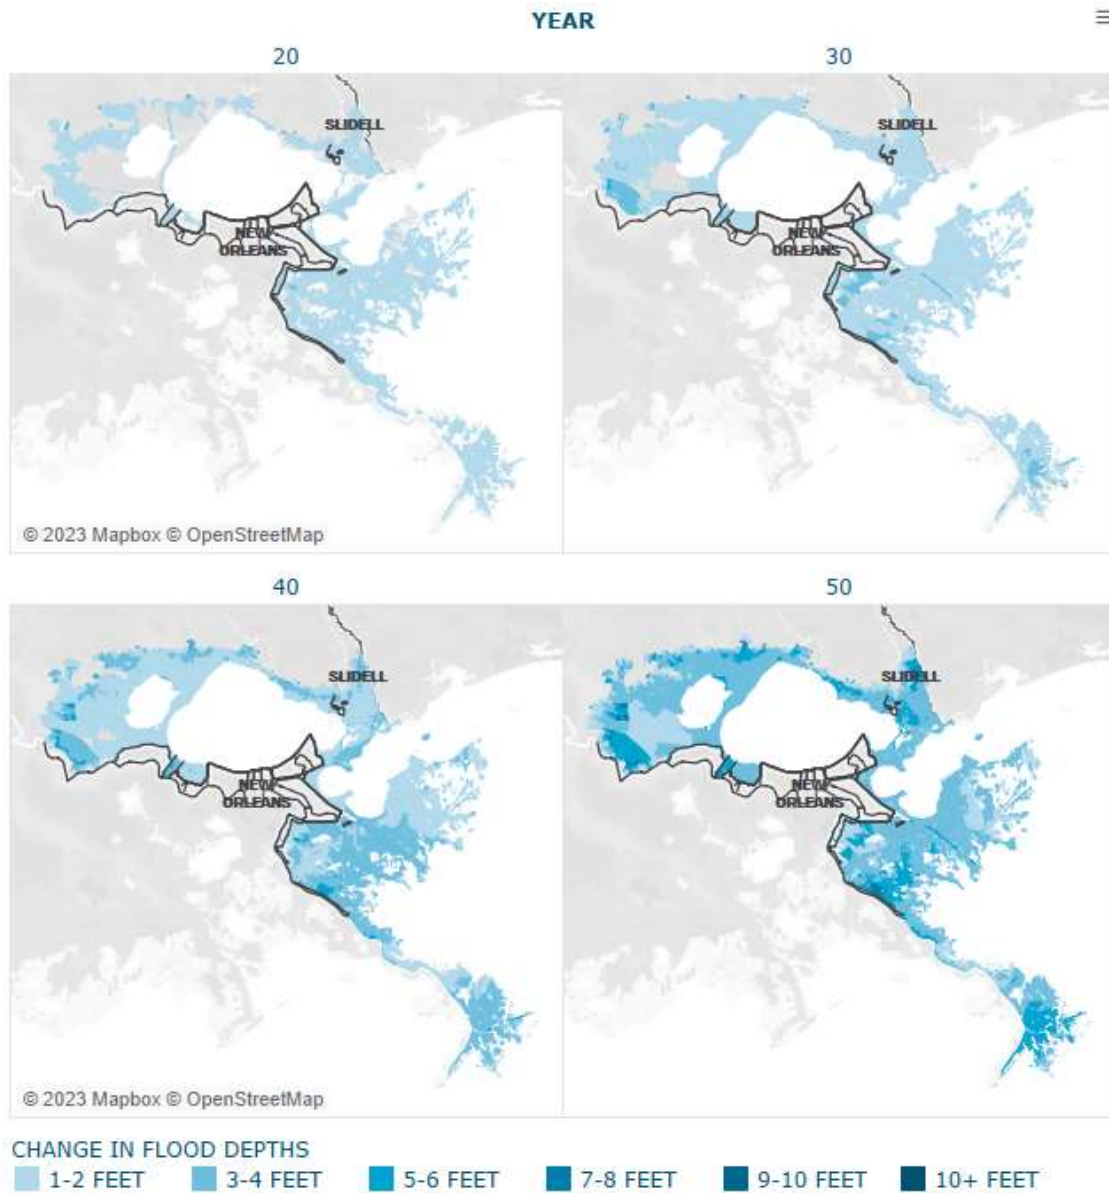 YEAR
20
30
SLIDELL
SLIDELL
NEW
ORLEANS
NEW
ORLEANS
© 2023 Mapbox © OpenStreetMap
40
50
SLIDELL
SLIDELL
NEW
ORLEANS
NEW
ORLEANS
© 2023 Mapbox © OpenStreetMap
CHANGE IN FLOOD DEPTHS
1-2 FEET 3-4 FEET 5-6 FEET 7-8 FEET 9-10 FEET 10+ FEET